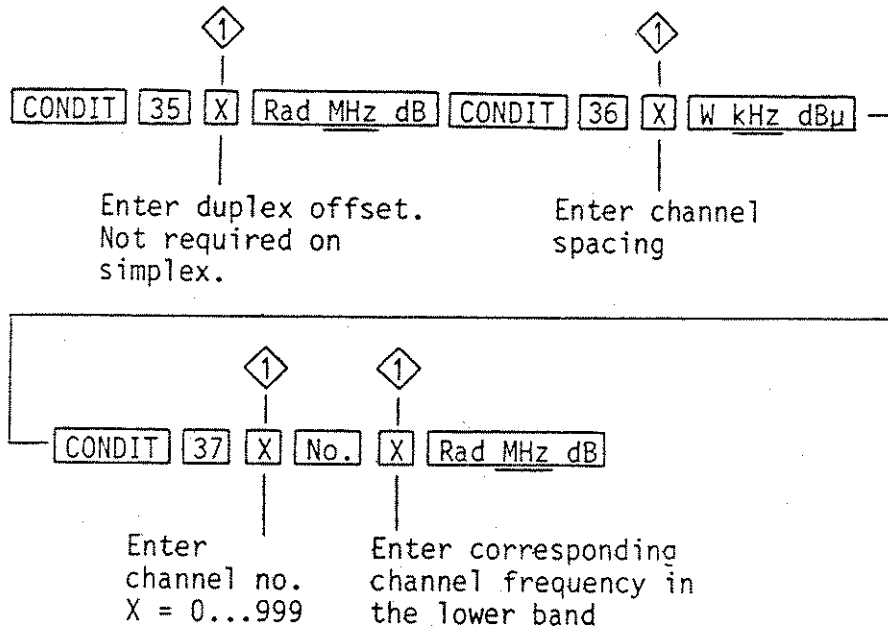 1 1
CONDIT 35 X Rad MHz dB CONDIT 36 X W kHz dBµ
Enter duplex offset.
Not required on
simplex.
Enter channel
spacing
1 1
CONDIT 37 X No. X Rad MHz dB
Enter
channel no.
X = 0...999
Enter corresponding
channel frequency in
the lower band